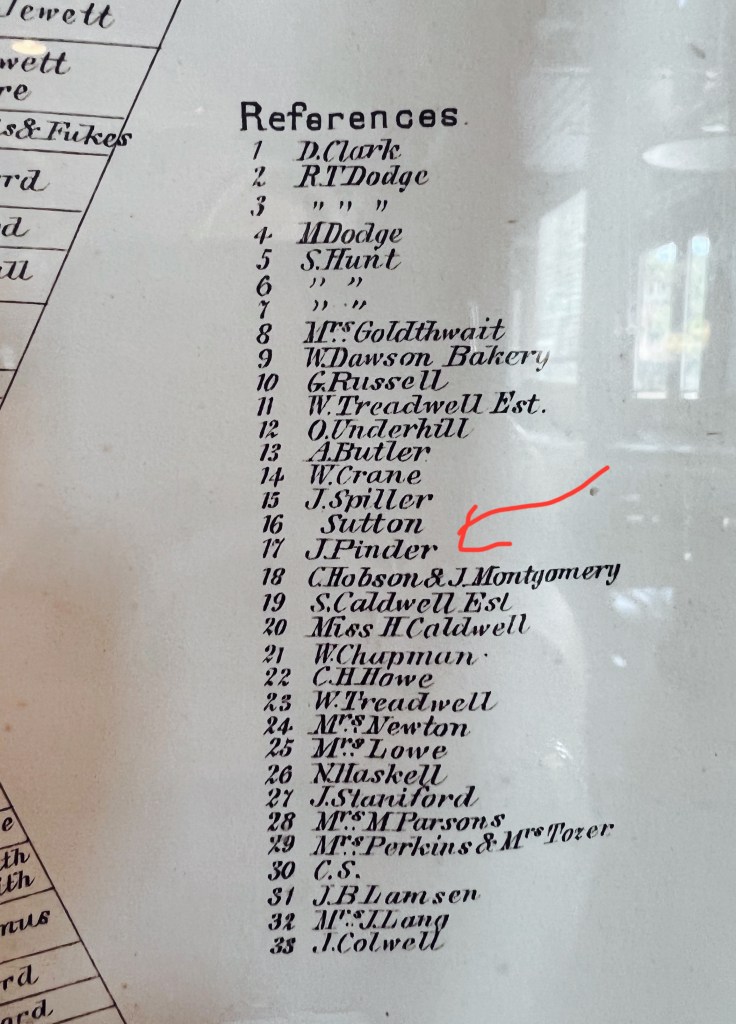 Jewett
wett
re
s & Fukes
rd
d
ll
References.
1 D. Clark
2 R.T Dodge
3 " " "
4 M Dodge
5 S. Hunt
6 " "
7 " "
8 Mrs. Goldthwait
9 W. Dawson Bakery
10 G. Russell
11 W. Treadwell Est.
12 O. Underhill
13 A. Butler
14 W. Crane
15 J. Spiller
16 Sutton
17 J. Pinder
18 C. Hobson & J. Montgomery
19 S. Caldwell Est
20 Miss H Caldwell
21 W. Chapman.
22 C.H. Howe
23 W. Treadwell
24 Mrs. Newton
25 Mrs. Lowe
26 N. Haskell
27 J. Staniford
28 Mrs. M Parsons
29 Mrs. Perkins & Mrs Tozer
30 C.S.
31 J.B Lamsen
32 Mrs. J. Lang
33 J. Colwell
e
th
ith
nus
rd
ard